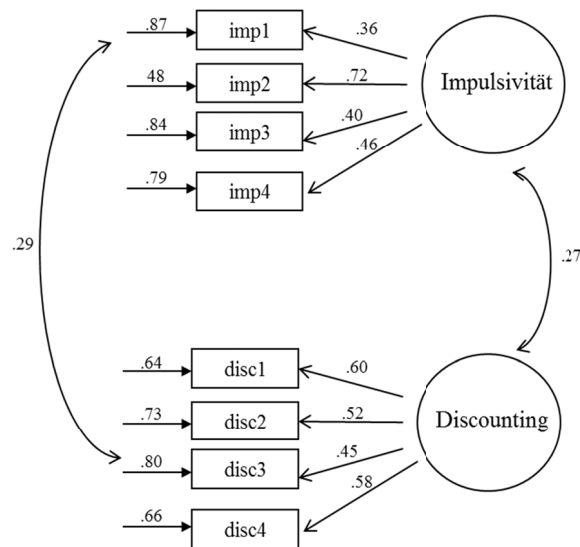 .87
imp1
.36
48
imp2
.72
Impulsivität
.84
imp3
.40
.46
.79
imp4
.29
.27
.64
disc1
.60
.73
disc2
.52
Discounting
.45
.80
disc3
.58
.66
disc4